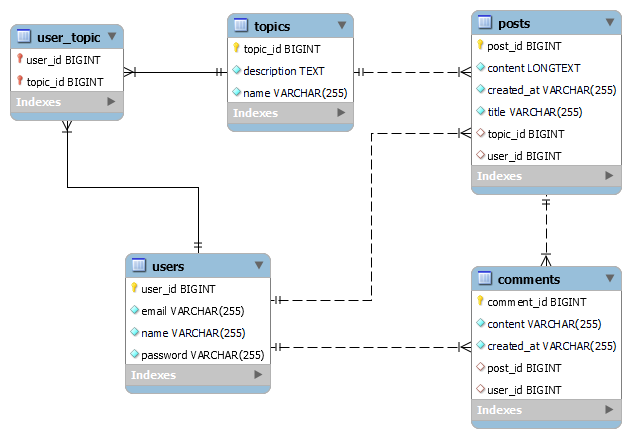 user_topic
user_id BIGINT
topic_id BIGINT
Indexes
topics
topic_id BIGINT
description TEXT
name VARCHAR(255)
Indexes
posts
post_id BIGINT
content LONGTEXT
created_at VARCHAR(255)
title VARCHAR(255)
topic_id BIGINT
user_id BIGINT
Indexes
users
user_id BIGINT
email VARCHAR(255)
name VARCHAR(255)
password VARCHAR(255)
Indexes
comments
comment_id BIGINT
content VARCHAR(255)
created_at VARCHAR(255)
post_id BIGINT
user_id BIGINT
Indexes